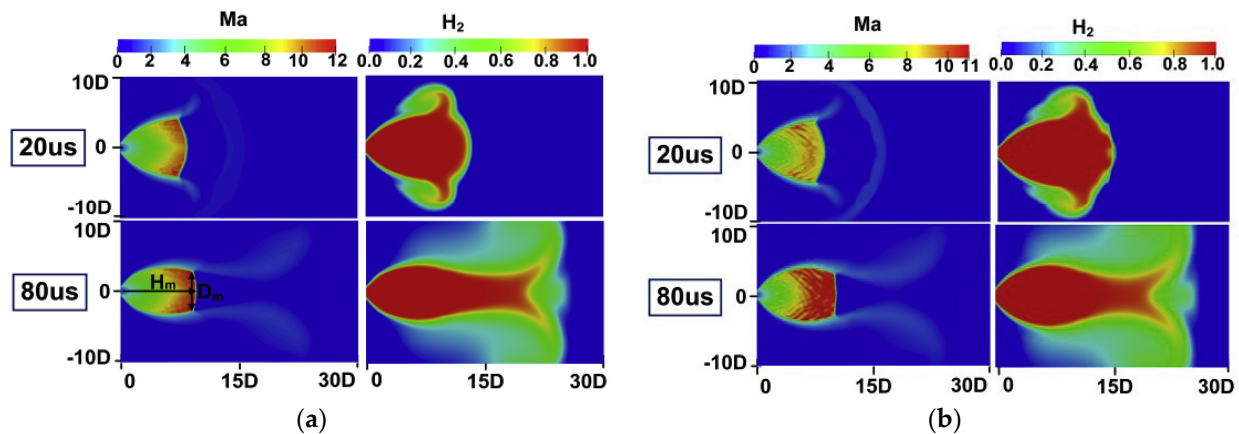 Ma H₂ Ma H₂
0 2 4 6 8 10 12 0.0 0.2 0.4 0.6 0.8 1.0 0 2 4 6 8 10 11 0.0 0.2 0.4 0.6 0.8 1.0
10D 10D
20us 0 20us 0
-10D -10D
10D 10D
Hₘ
80us 0 Dₘ 80us 0
-10D -10D
0 15D 30D 0 15D 30D 0 15D 30D 0 15D 30D
(a) (b)